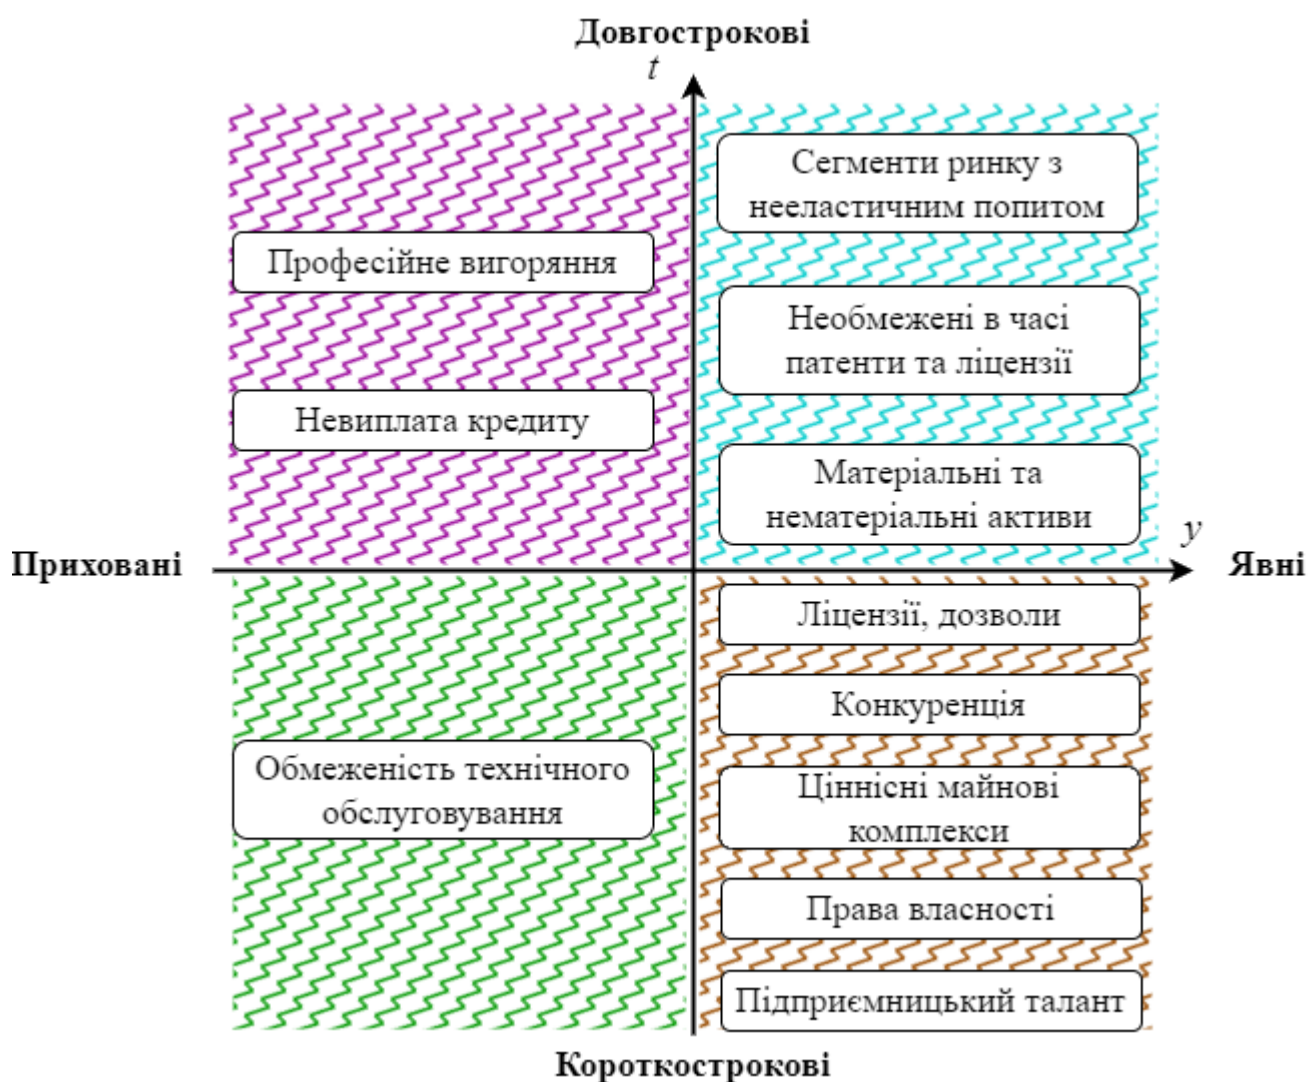 Довгострокові
t
Сегменти ринку з
нееластичним попитом
Професійне вигоряння
Необмежені в часі
патенти та ліцензії
Невиплата кредиту
Матеріальні та
нематеріальні активи
y
Приховані
Явні
Ліцензії, дозволи
Конкуренція
Обмеженість технічного
обслуговування
Ціннісні майнові
комплекси
Права власності
Підприємницький талант
Короткострокові